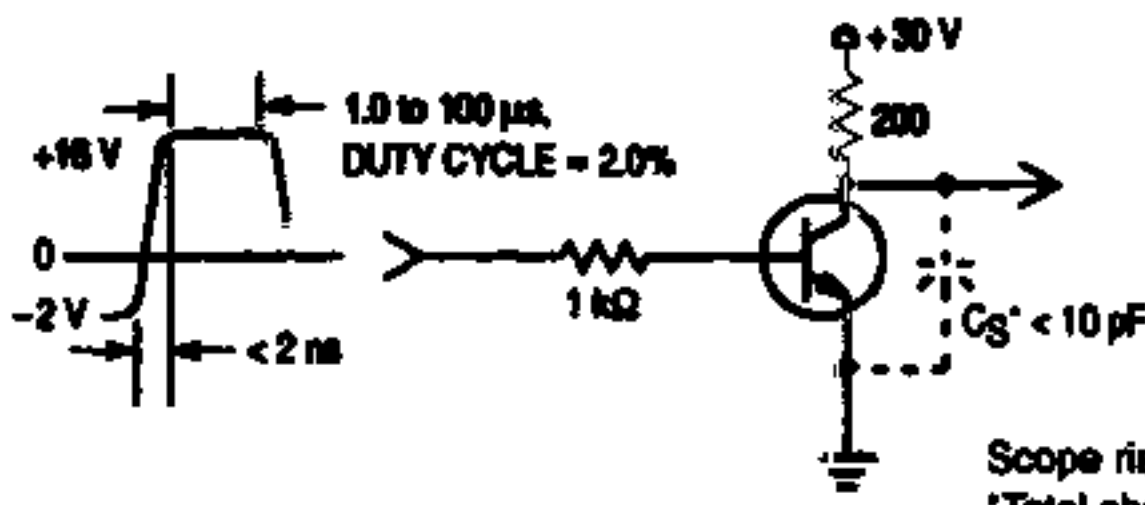 +30 V
1.0 to 100 µs,
200
+16 V
DUTY CYCLE = 2.0%
0
1 kΩ
−2 V
CS* < 10 pF
< 2 ns
Scope
*Total